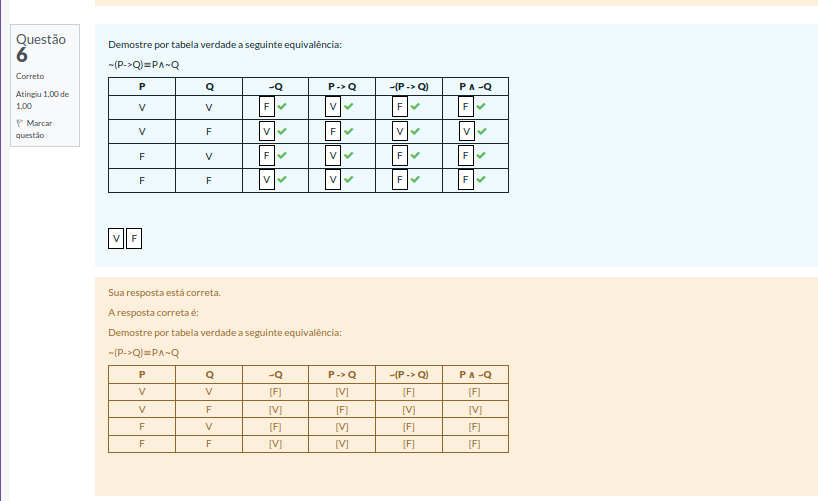 Questão
6
Correto
Atingiu 1,00 de
1,00
Marcar
questão
Demostre por tabela verdade a seguinte equivalência:
~(P->Q)≡P∧~Q
P Q ~Q P -> Q ~(P -> Q) P ∧ ~Q
V V F V F F
V F V F V V
F V F V F F
F F V V F F
V F
Sua resposta está correta.
A resposta correta é:
Demostre por tabela verdade a seguinte equivalência:
~(P->Q)≡P∧~Q
P Q ~Q P -> Q ~(P -> Q) P ∧ ~Q
V V [F] [V] [F] [F]
V F [V] [F] [V] [V]
F V [F] [V] [F] [F]
F F [V] [V] [F] [F]